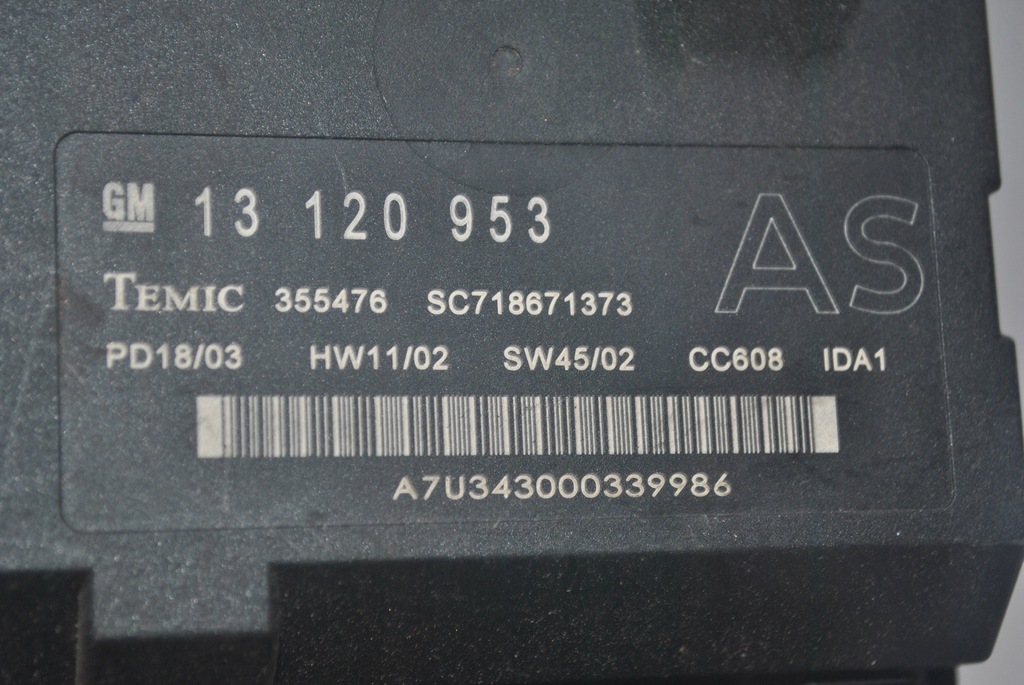 GM 13 120 953 AS
TEMIC 355476 SC718671373
PD18/03 HW11/02 SW45/02 CC608 IDA1
A7U343000339986